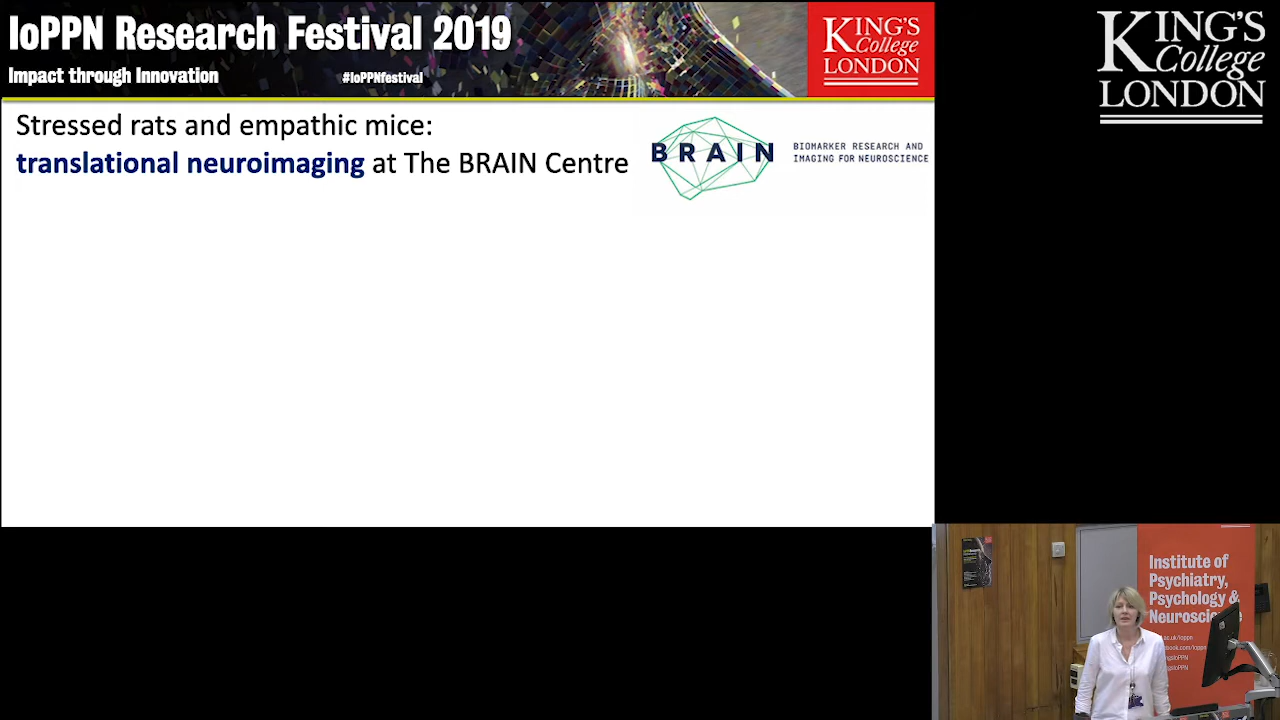 IoPPN Research Festival 2019
Impact through Innovation
#IoPPNfestival
KING'S
College
LONDON
KING'S
College
LONDON
Stressed rats and empathic mice:
translational neuroimaging at The BRAIN Centre
BRAIN
BIOMARKER RESEARCH AND
IMAGING FOR NEUROSCIENCE
Institute of
Psychiatry,
Psychology &
Neuroscience